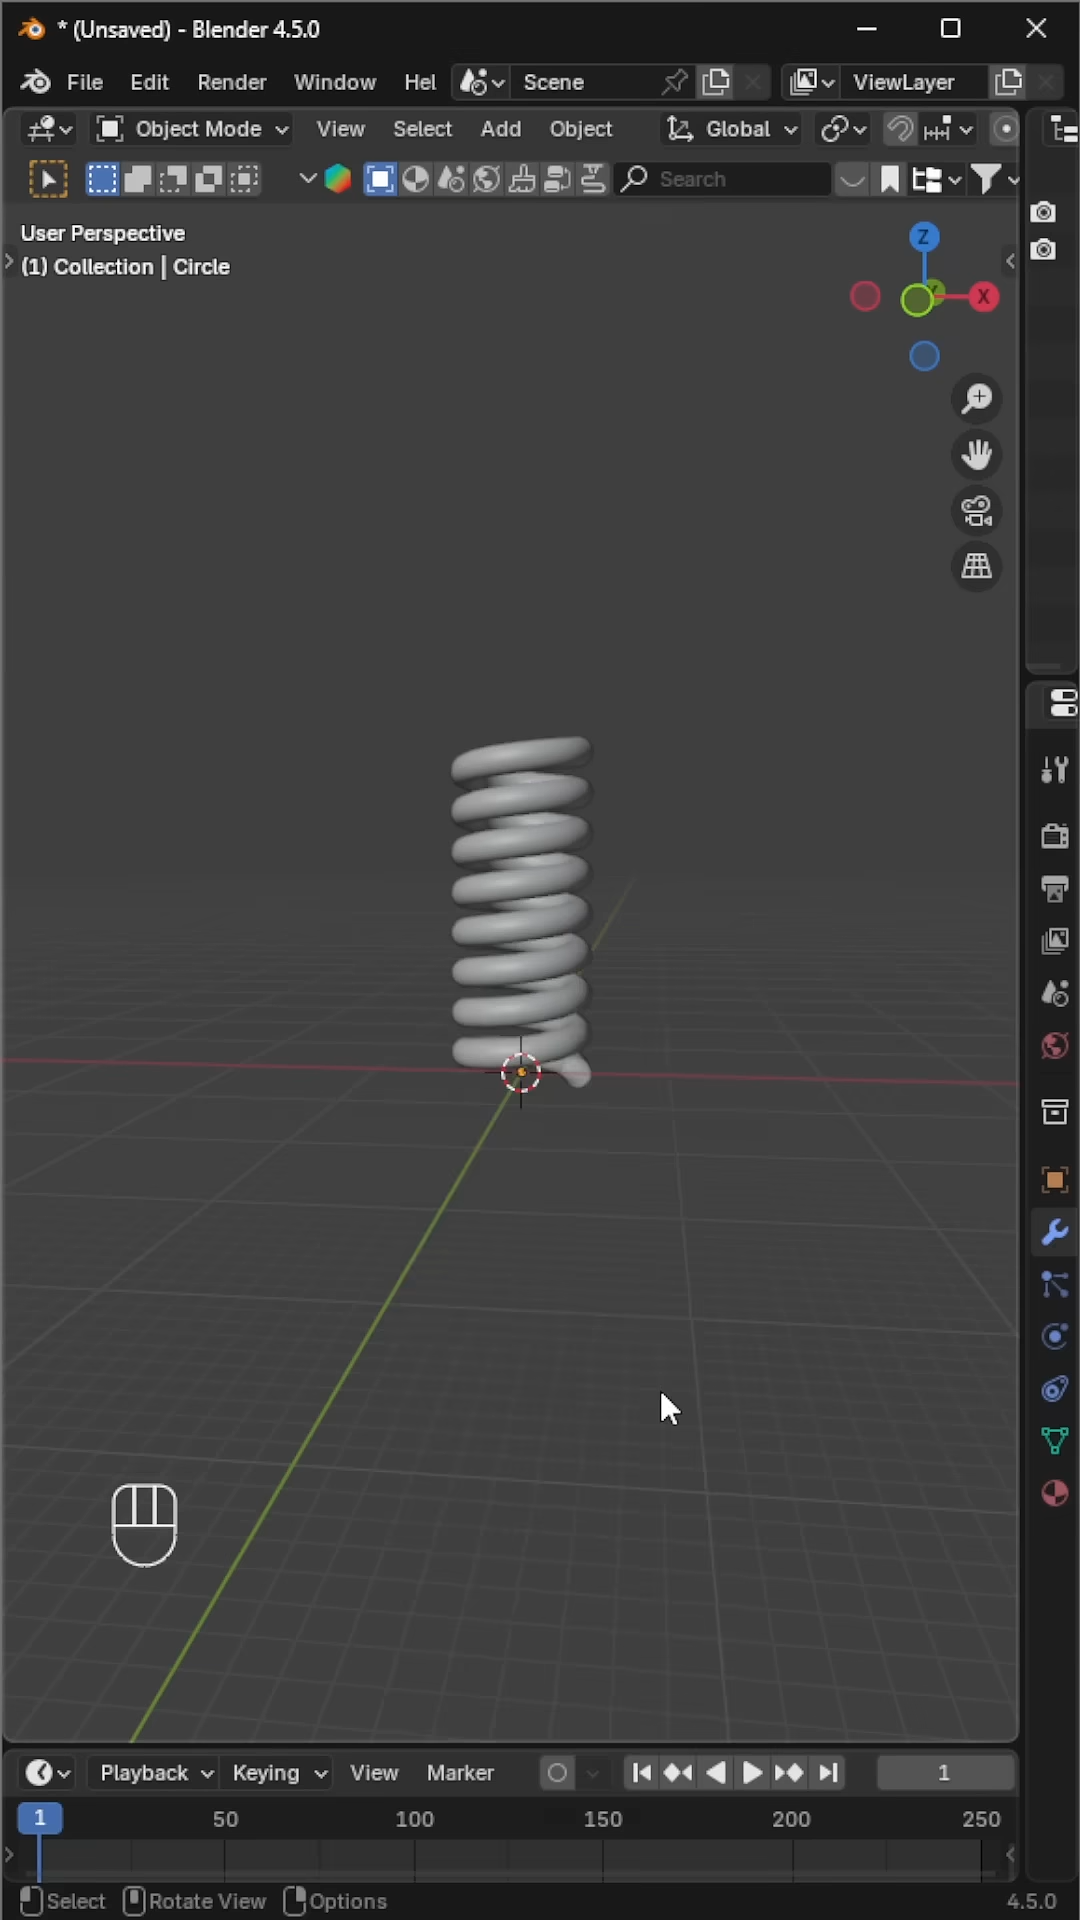 * (Unsaved) - Blender 4.5.0
File Edit Render Window Hel Scene ViewLayer
Object Mode View Select Add Object Global
Search
User Perspective
(1) Collection | Circle
Z
Y
X
Playback Keying View Marker 1
1 50 100 150 200 250
Select Rotate View Options 4.5.0